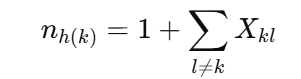 n_{h(k)} = 1 + \sum_{l \neq k} X_{kl}